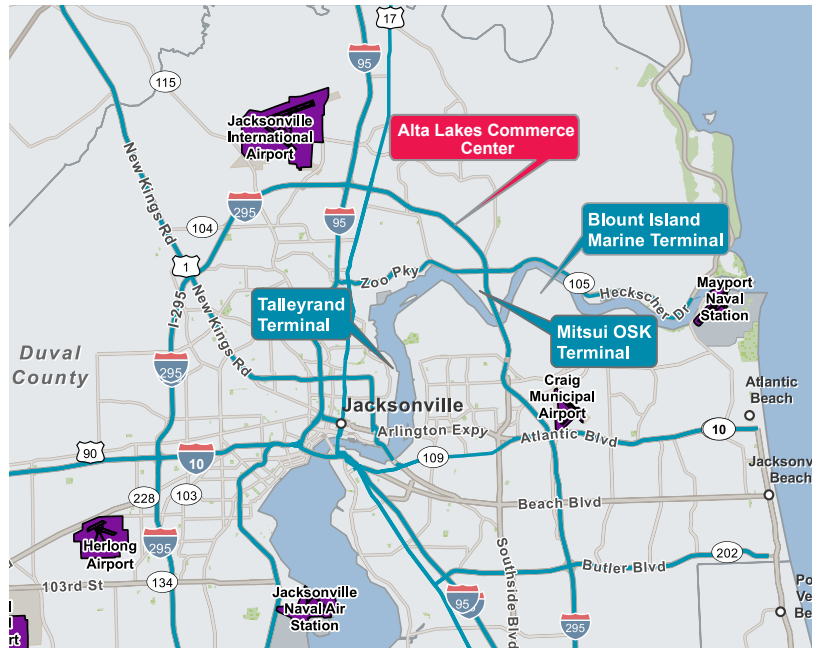 17
95
115
Jacksonville
International
Airport
Alta Lakes Commerce
Center
New Kings Rd
295
95
104
Blount Island
Marine Terminal
1
Zoo Pky
105
Heckscher Dr
Mayport
Naval
Station
I-295
New Kings Rd
Talleyrand
Terminal
Mitsui OSK
Terminal
Duval
County
295
Craig
Municipal
Airport
Atlantic
Beach
Jacksonville
Arlington Expy
Atlantic Blvd
10
90
10
109
Jacksonv
Beach
228
103
Beach Blvd
Herlong
Airport
295
Southside Blvd
202
Butler Blvd
103rd St
134
Jacksonville
Naval Air
Station
95
295
Po
Ve
Be
l
l
rt